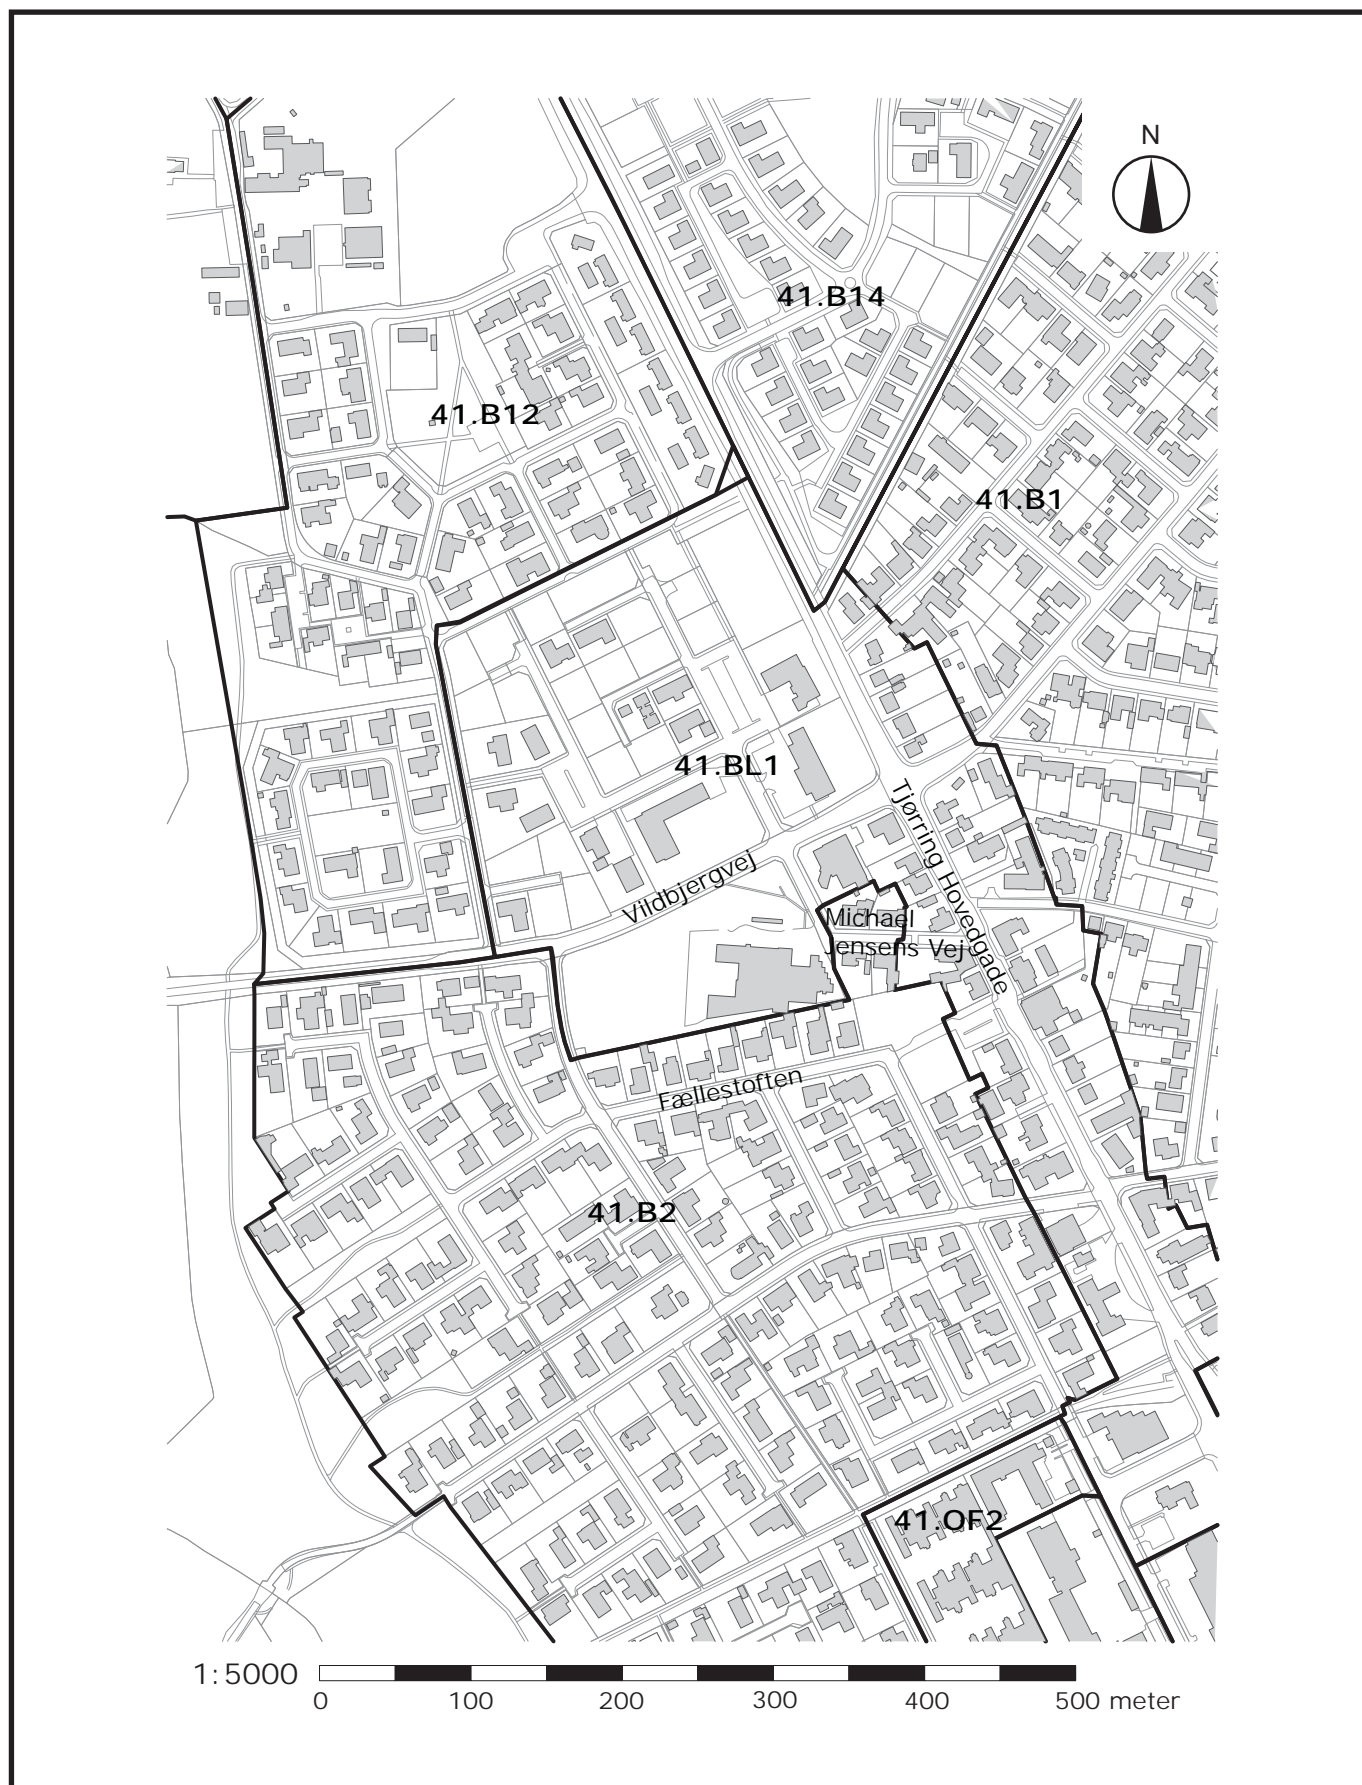 N
41.B14
41.B12
41.B1
41.BL1
Tjørring Hovedgade
Vildbjergvej
Michael
Jensens Vej
Fællestoften
41.B2
41.OF2
1:5000
0 100 200 300 400 500 meter